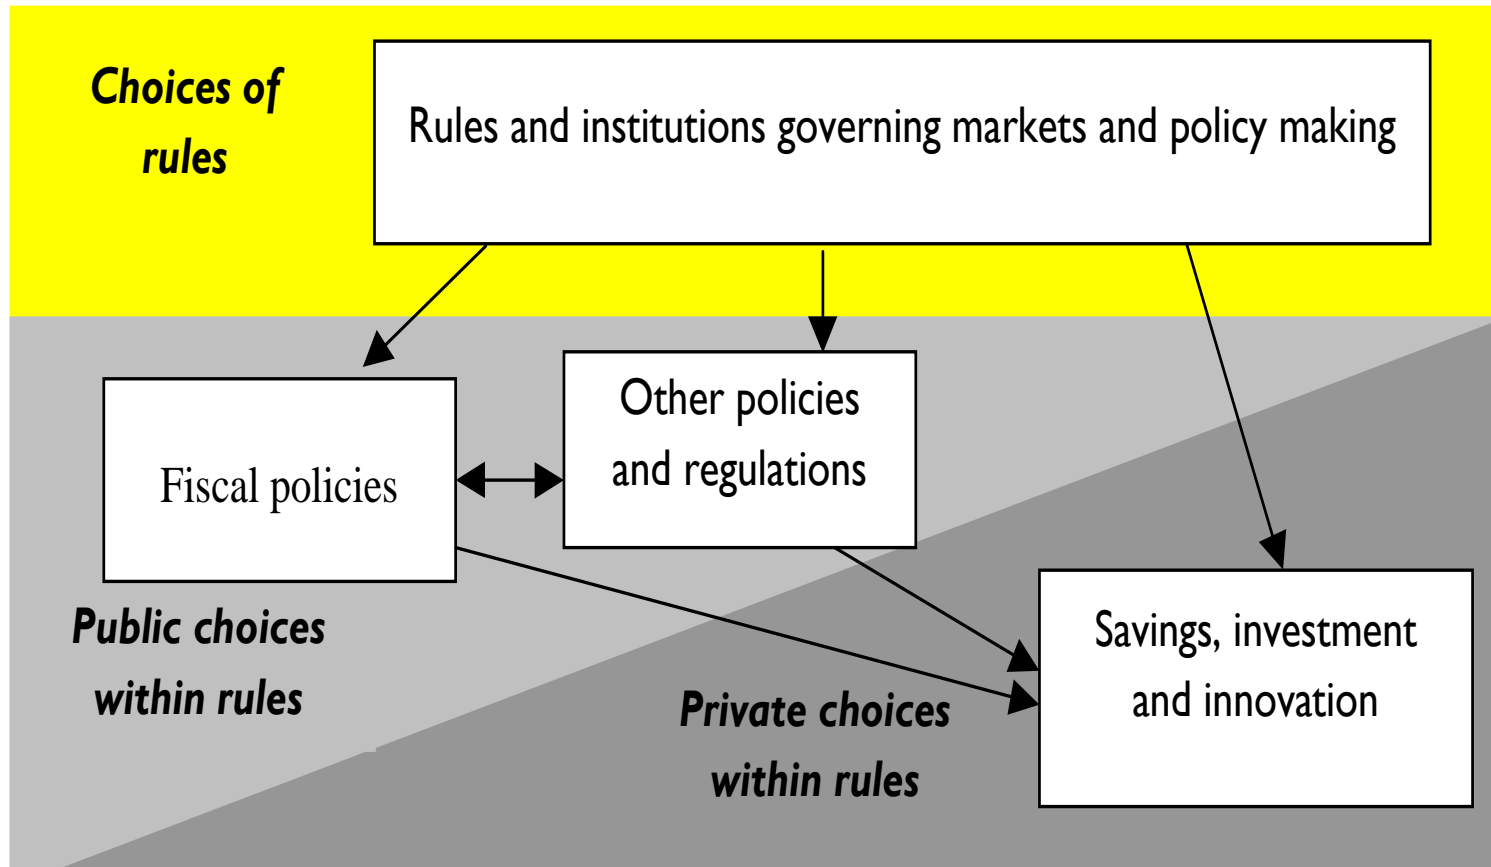 Choices of
rules
Rules and institutions governing markets and policy making
Other policies
and regulations
Fiscal policies
Public choices
within rules
Private choices
within rules
Savings, investment
and innovation